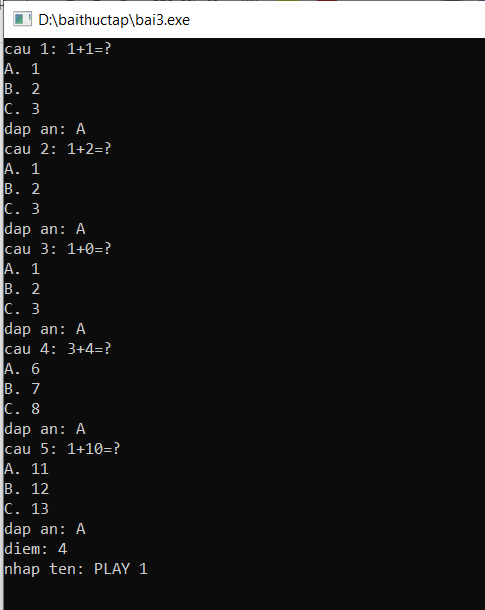 D:\baithuctap\bai3.exe
cau 1: 1+1=?
A. 1
B. 2
C. 3
dap an: A
cau 2: 1+2=?
A. 1
B. 2
C. 3
dap an: A
cau 3: 1+0=?
A. 1
B. 2
C. 3
dap an: A
cau 4: 3+4=?
A. 6
B. 7
C. 8
dap an: A
cau 5: 1+10=?
A. 11
B. 12
C. 13
dap an: A
diem: 4
nhap ten: PLAY 1